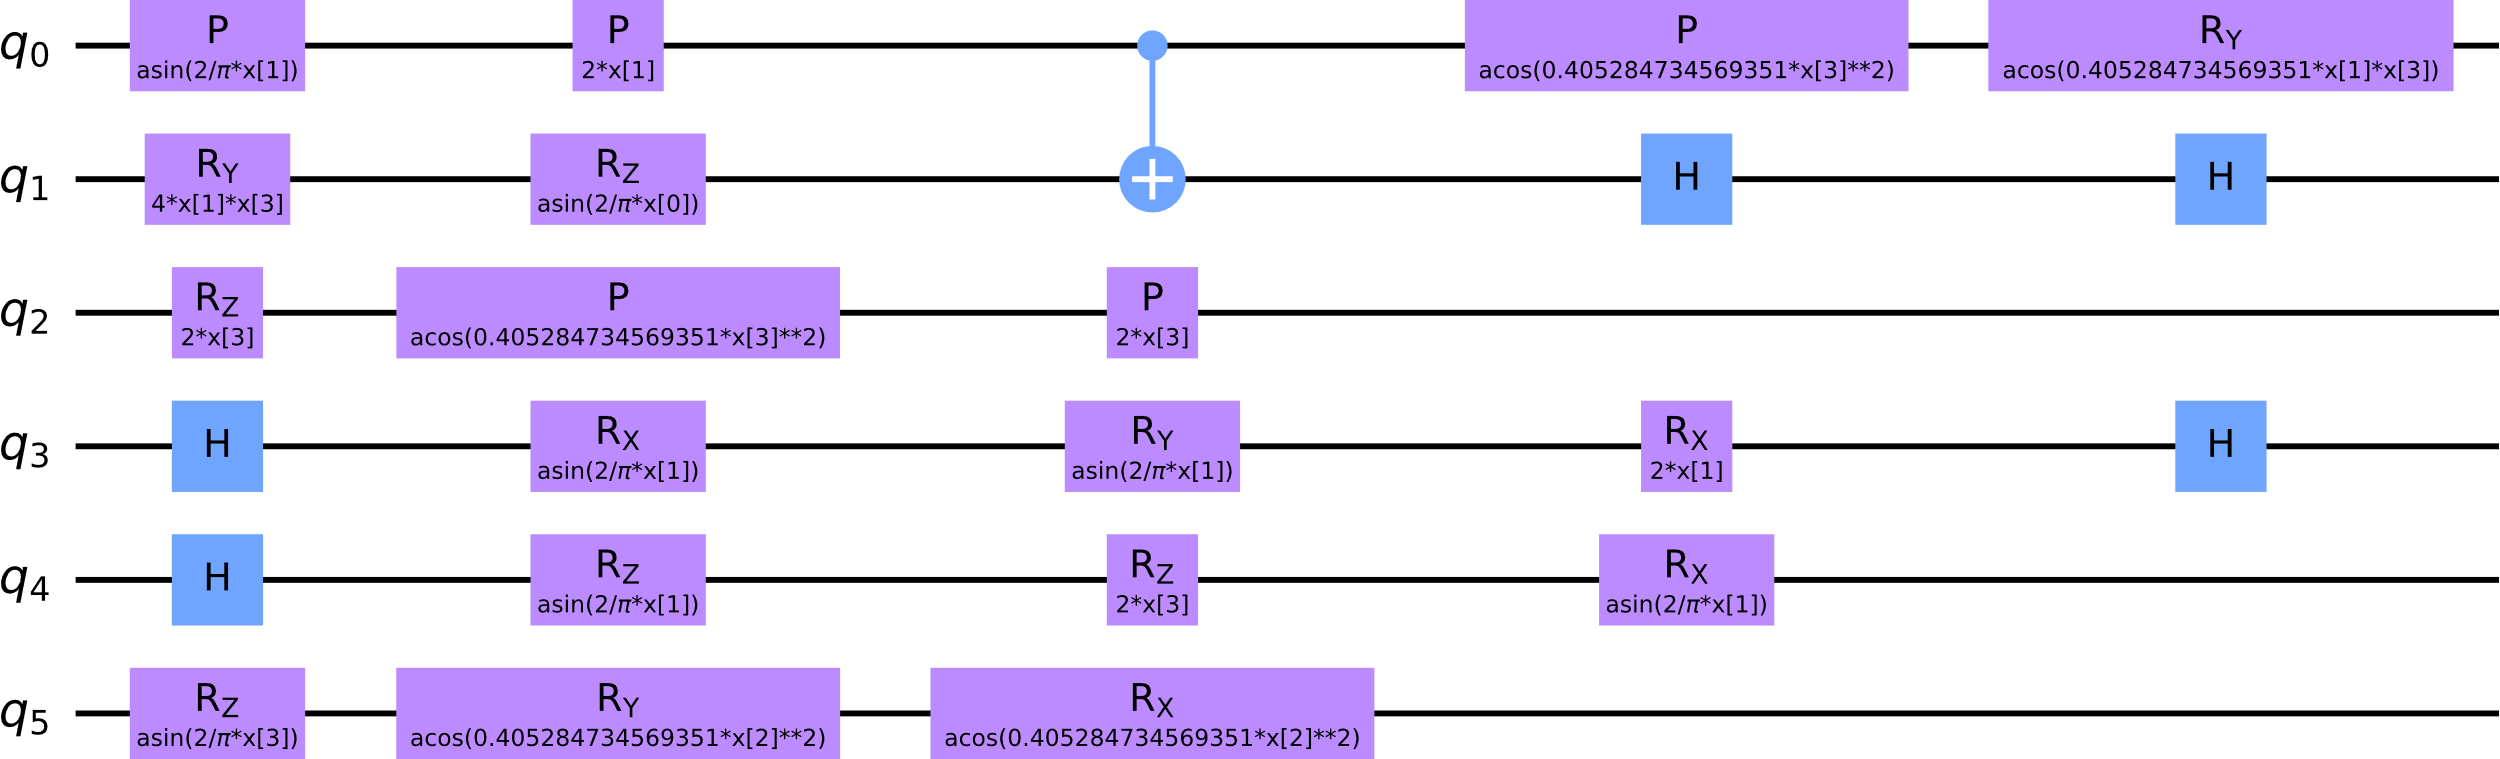 q0
P
asin(2/π*x[1])
P
2*x[1]
P
acos(0.405284734569351*x[3]**2)
RY
acos(0.405284734569351*x[1]*x[3])
q1
RY
4*x[1]*x[3]
RZ
asin(2/π*x[0])
H
H
q2
RZ
2*x[3]
P
acos(0.405284734569351*x[3]**2)
P
2*x[3]
q3
H
RX
asin(2/π*x[1])
RY
asin(2/π*x[1])
RX
2*x[1]
H
q4
H
RZ
asin(2/π*x[1])
RZ
2*x[3]
RX
asin(2/π*x[1])
q5
RZ
asin(2/π*x[3])
RY
acos(0.405284734569351*x[2]**2)
RX
acos(0.405284734569351*x[2]**2)